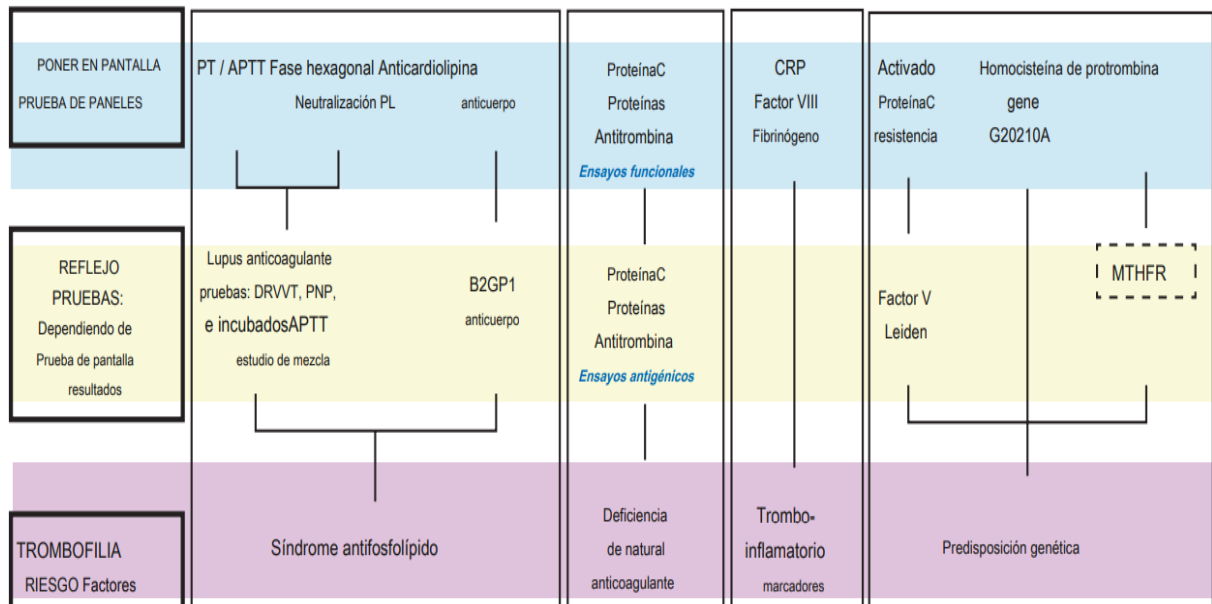 PONER EN PANTALLA
PRUEBA DE PANELES
PT / APTT Fase hexagonal Anticardiolipina
Neutralización PL
anticuerpo
ProteínaC
Proteínas
Antitrombina
Ensayos funcionales
CRP
Factor VIII
Fibrinógeno
Activado
ProteínaC
resistencia
Homocisteína de protrombina
gene
G20210A
REFLEJO
PRUEBAS:
Dependiendo de
Prueba de pantalla
resultados
Lupus anticoagulante
pruebas: DRVVT, PNP,
e incubadosAPTT
estudio de mezcla
B2GP1
anticuerpo
ProteínaC
Proteínas
Antitrombina
Ensayos antigénicos
Factor V
Leiden
MTHFR
TROMBOFILIA
RIESGO Factores
Síndrome antifosfolípido
Deficiencia
de natural
anticoagulante
Trombo-
inflamatorio
marcadores
Predisposición genética